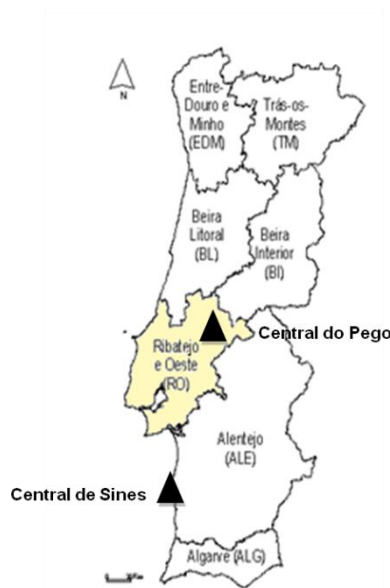 N
Entre-
Douro e
Minho
(EDM)
Trás-os-
Montes
(TM)
Beira
Litoral
(BL)
Beira
Interior
(BI)
Central do Pego
Ribatejo
e Oeste
(RO)
Alentejo
(ALE)
Central de Sines
Algarve (ALG)